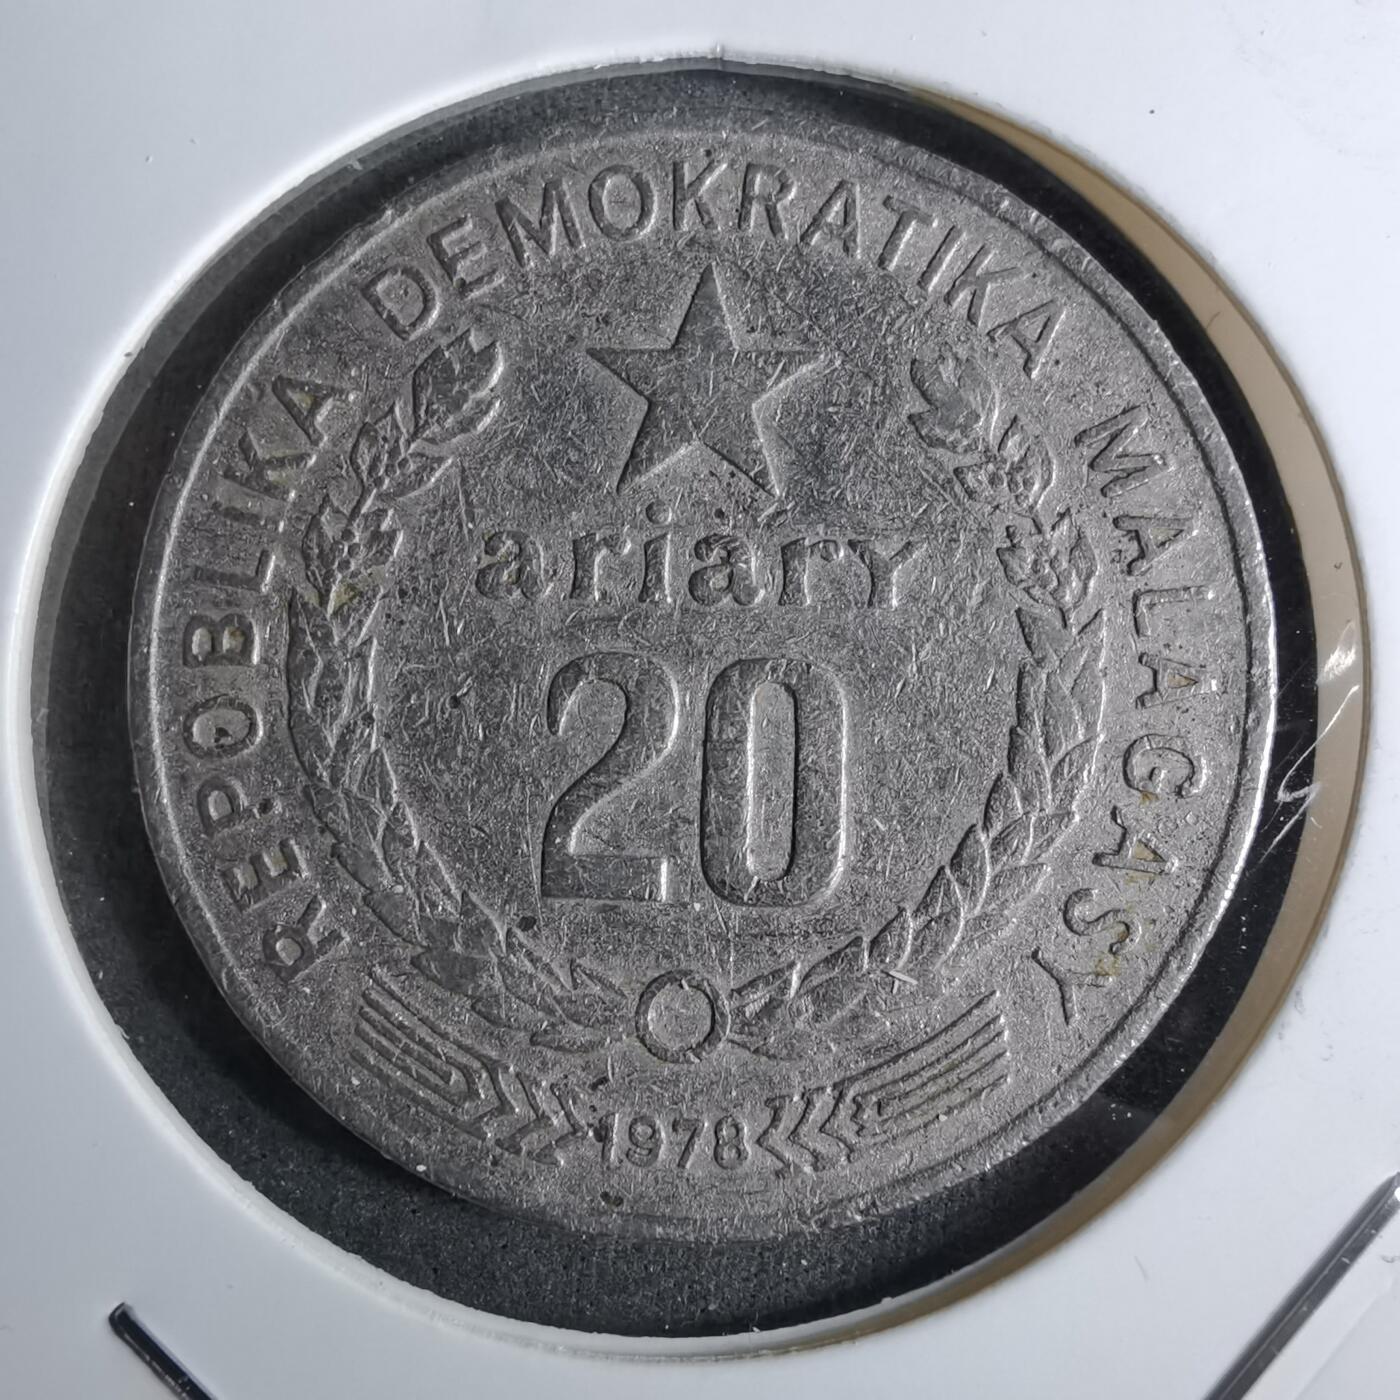 REPOBLIKA DEMOKRATIKA MALAGASY
ariary
20
1978